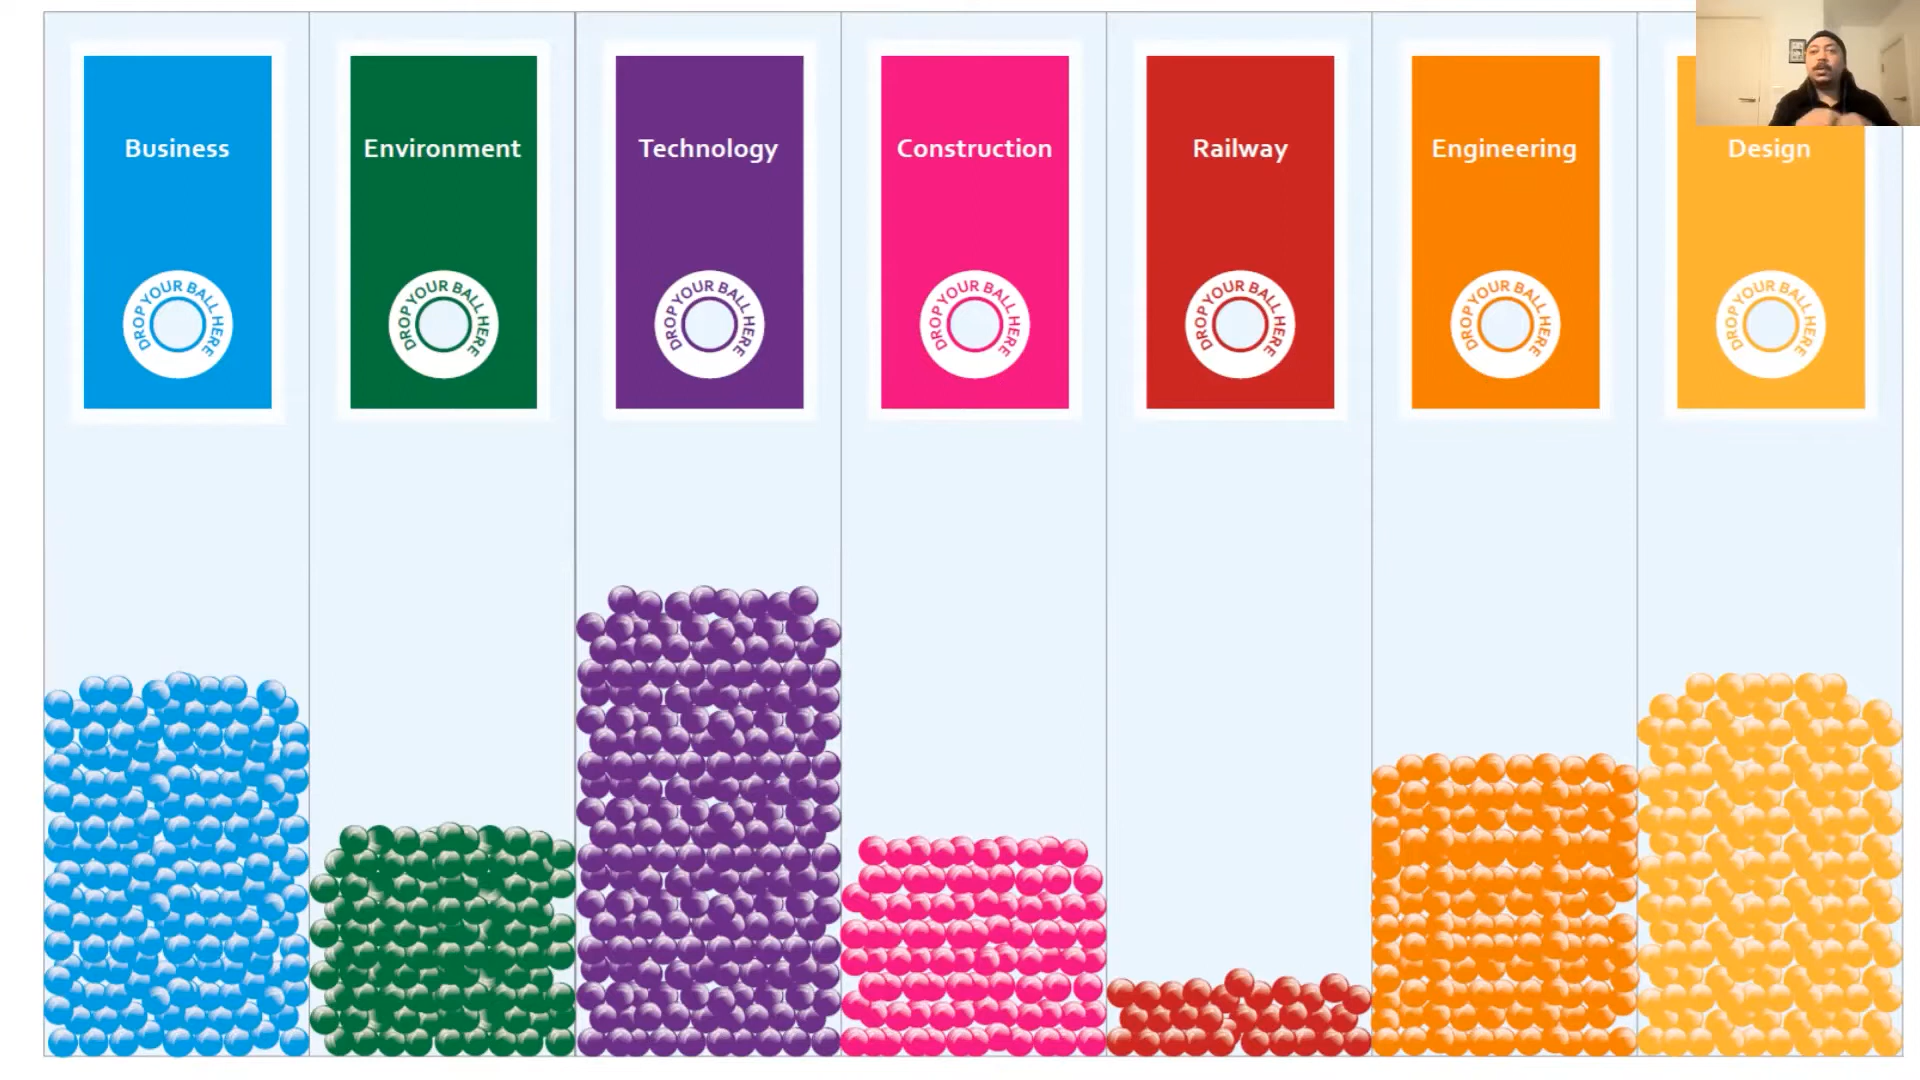 Business
Environment
Technology
Construction
Railway
Engineering
Design
DROP YOUR BALL HERE
DROP YOUR BALL HERE
DROP YOUR BALL HERE
DROP YOUR BALL HERE
DROP YOUR BALL HERE
DROP YOUR BALL HERE
DROP YOUR BALL HERE